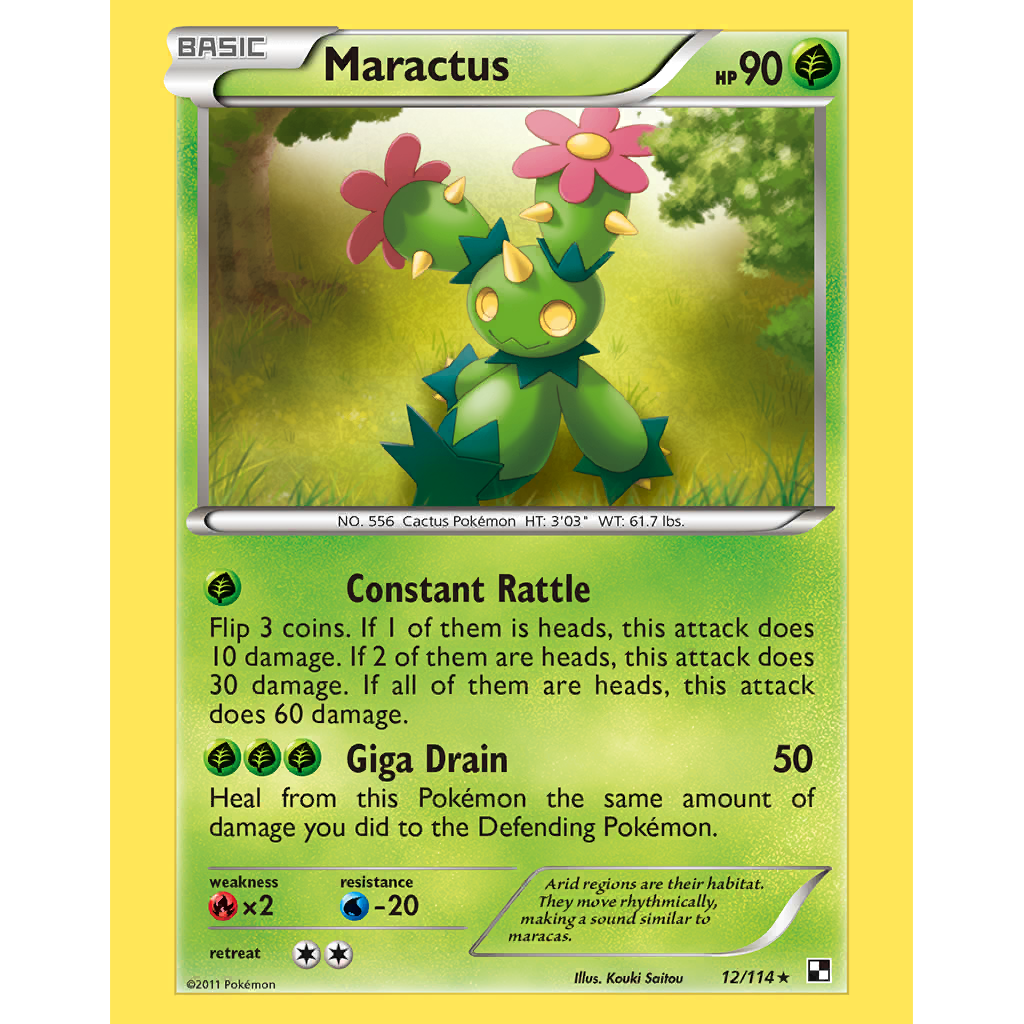 BASIC
Maractus
HP 90
NO. 556 Cactus Pokémon HT: 3'03" WT: 61.7 lbs.
Constant Rattle
Flip 3 coins. If 1 of them is heads, this attack does
10 damage. If 2 of them are heads, this attack does
30 damage. If all of them are heads, this attack
does 60 damage.
Giga Drain 50
Heal from this Pokémon the same amount of
damage you did to the Defending Pokémon.
weakness
×2
resistance
-20
retreat
Arid regions are their habitat.
They move rhythmically,
making a sound similar to
maracas.
Illus. Kouki Saitou
12/114★
©2011 Pokémon